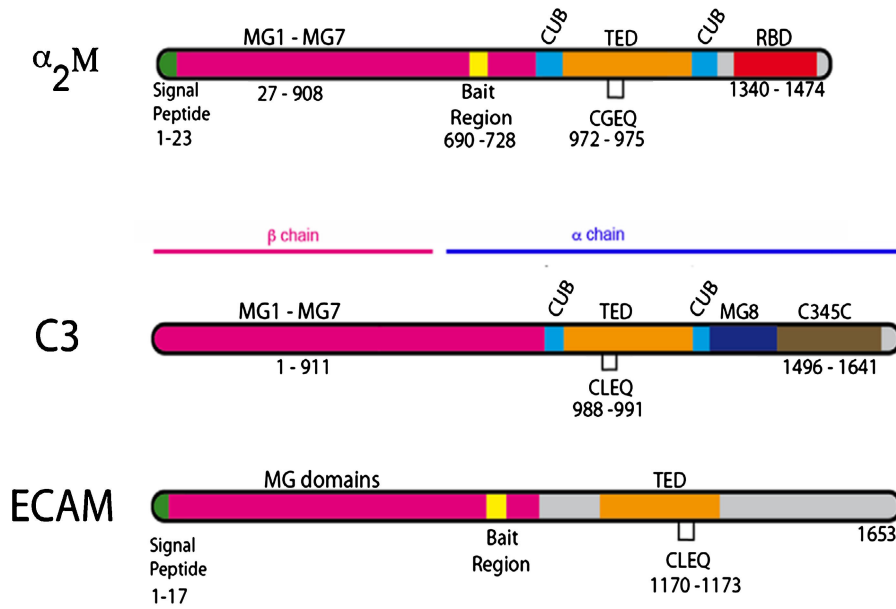 α2M
MG1 - MG7
CUB
TED
CUB
RBD
Signal
Peptide
1-23
27 - 908
Bait
Region
690 -728
CGEQ
972 - 975
1340 - 1474
β chain
α chain
C3
MG1 - MG7
CUB
TED
CUB
MG8
C345C
1 - 911
CLEQ
988 -991
1496 - 1641
ECAM
MG domains
TED
Signal
Peptide
1-17
Bait
Region
CLEQ
1170 -1173
1653